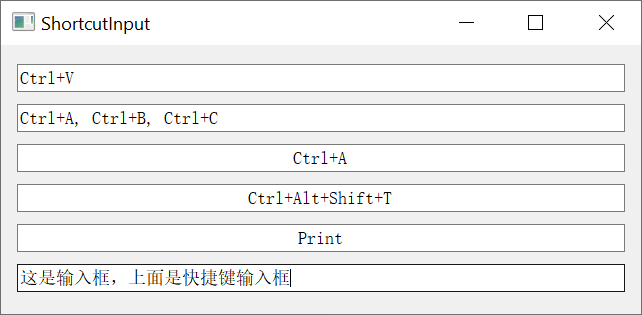 ShortcutInput
Ctrl+V
Ctrl+A, Ctrl+B, Ctrl+C
Ctrl+A
Ctrl+Alt+Shift+T
Print
这是输入框，上面是快捷键输入框